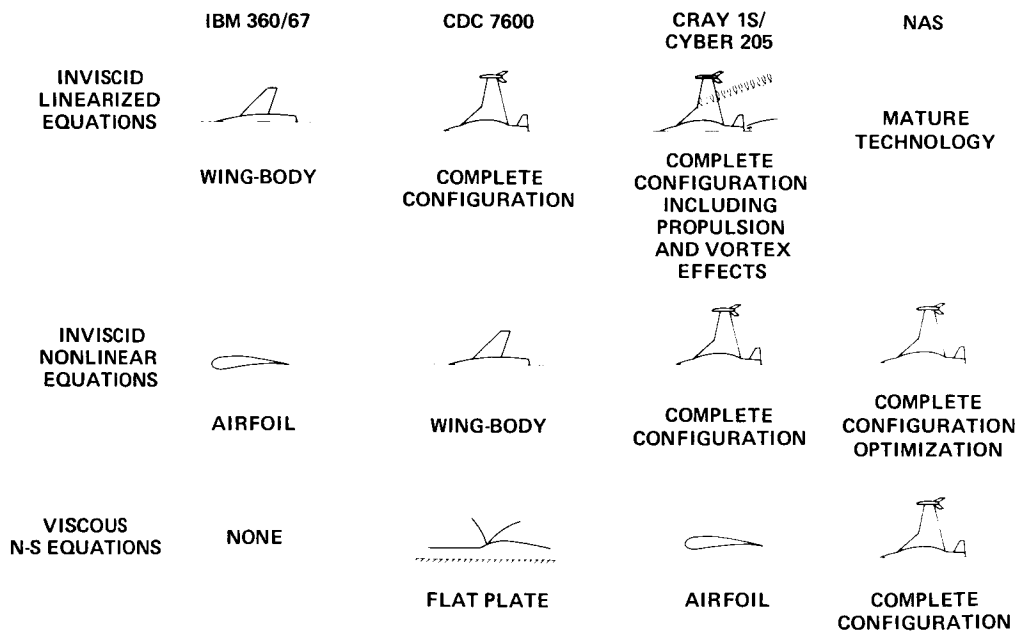 IBM 360/67
CDC 7600
CRAY 1S/
CYBER 205
NAS
INVISCID
LINEARIZED
EQUATIONS
WING-BODY
COMPLETE
CONFIGURATION
COMPLETE
CONFIGURATION
INCLUDING
PROPULSION
AND VORTEX
EFFECTS
MATURE
TECHNOLOGY
INVISCID
NONLINEAR
EQUATIONS
AIRFOIL
WING-BODY
COMPLETE
CONFIGURATION
COMPLETE
CONFIGURATION
OPTIMIZATION
VISCOUS
N-S EQUATIONS
NONE
FLAT PLATE
AIRFOIL
COMPLETE
CONFIGURATION